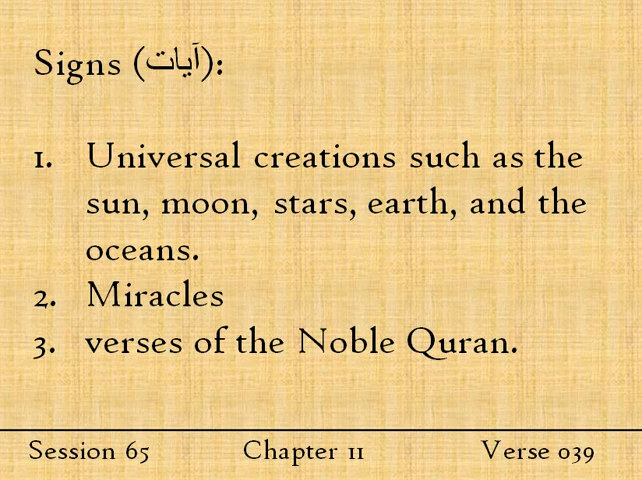 Signs (آيات):
1. Universal creations such as the
sun, moon, stars, earth, and the
oceans.
2. Miracles
3. verses of the Noble Quran.
Session 65 Chapter 11 Verse 039